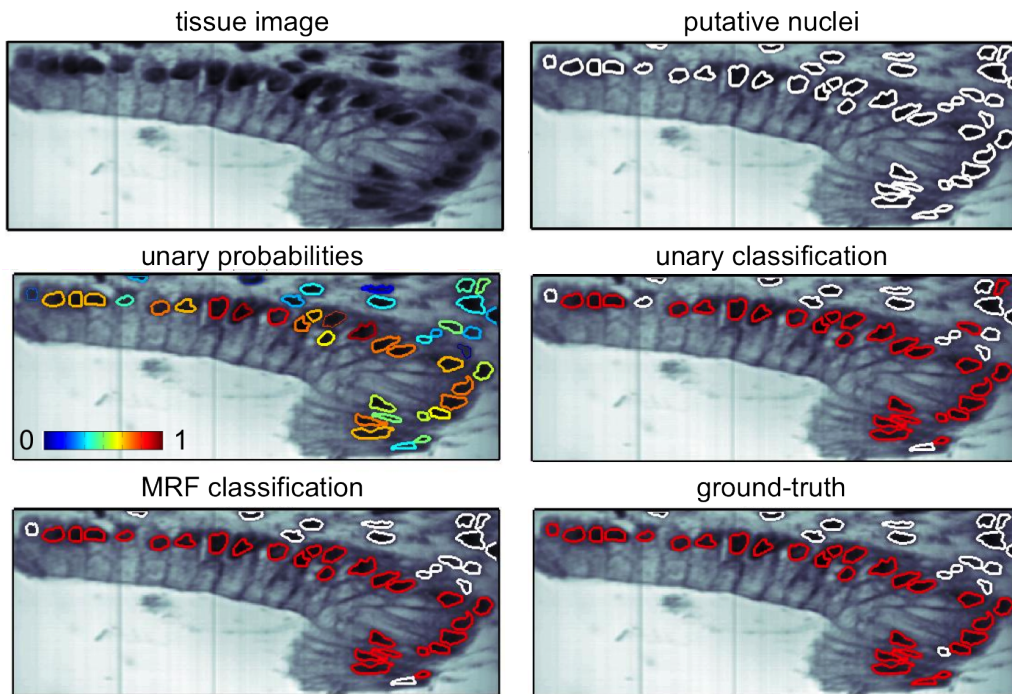 tissue image
putative nuclei
unary probabilities
unary classification
0 1
MRF classification
ground-truth